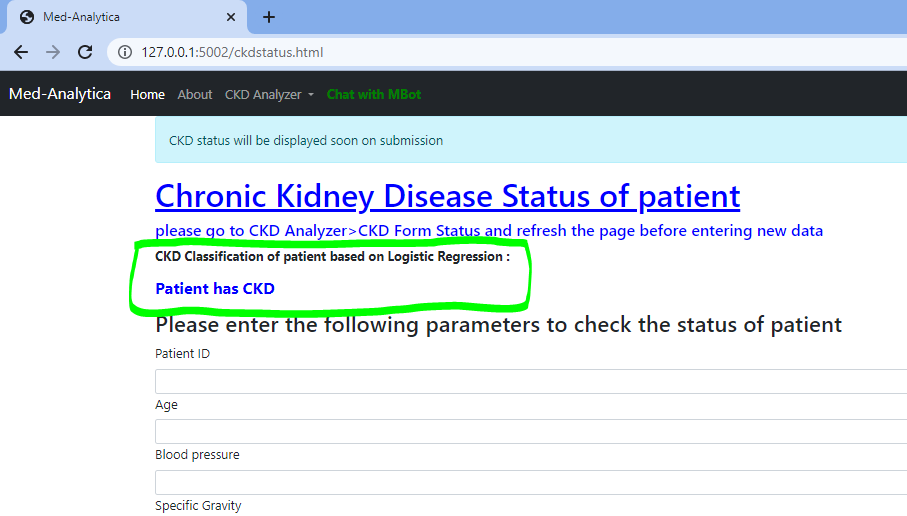 Med-Analytica
127.0.0.1:5002/ckdstatus.html
Med-Analytica Home About CKD Analyzer Chat with MBot
CKD status will be displayed soon on submission
Chronic Kidney Disease Status of patient
please go to CKD Analyzer>CKD Form Status and refresh the page before entering new data
CKD Classification of patient based on Logistic Regression :
Patient has CKD
Please enter the following parameters to check the status of patient
Patient ID
Age
Blood pressure
Specific Gravity